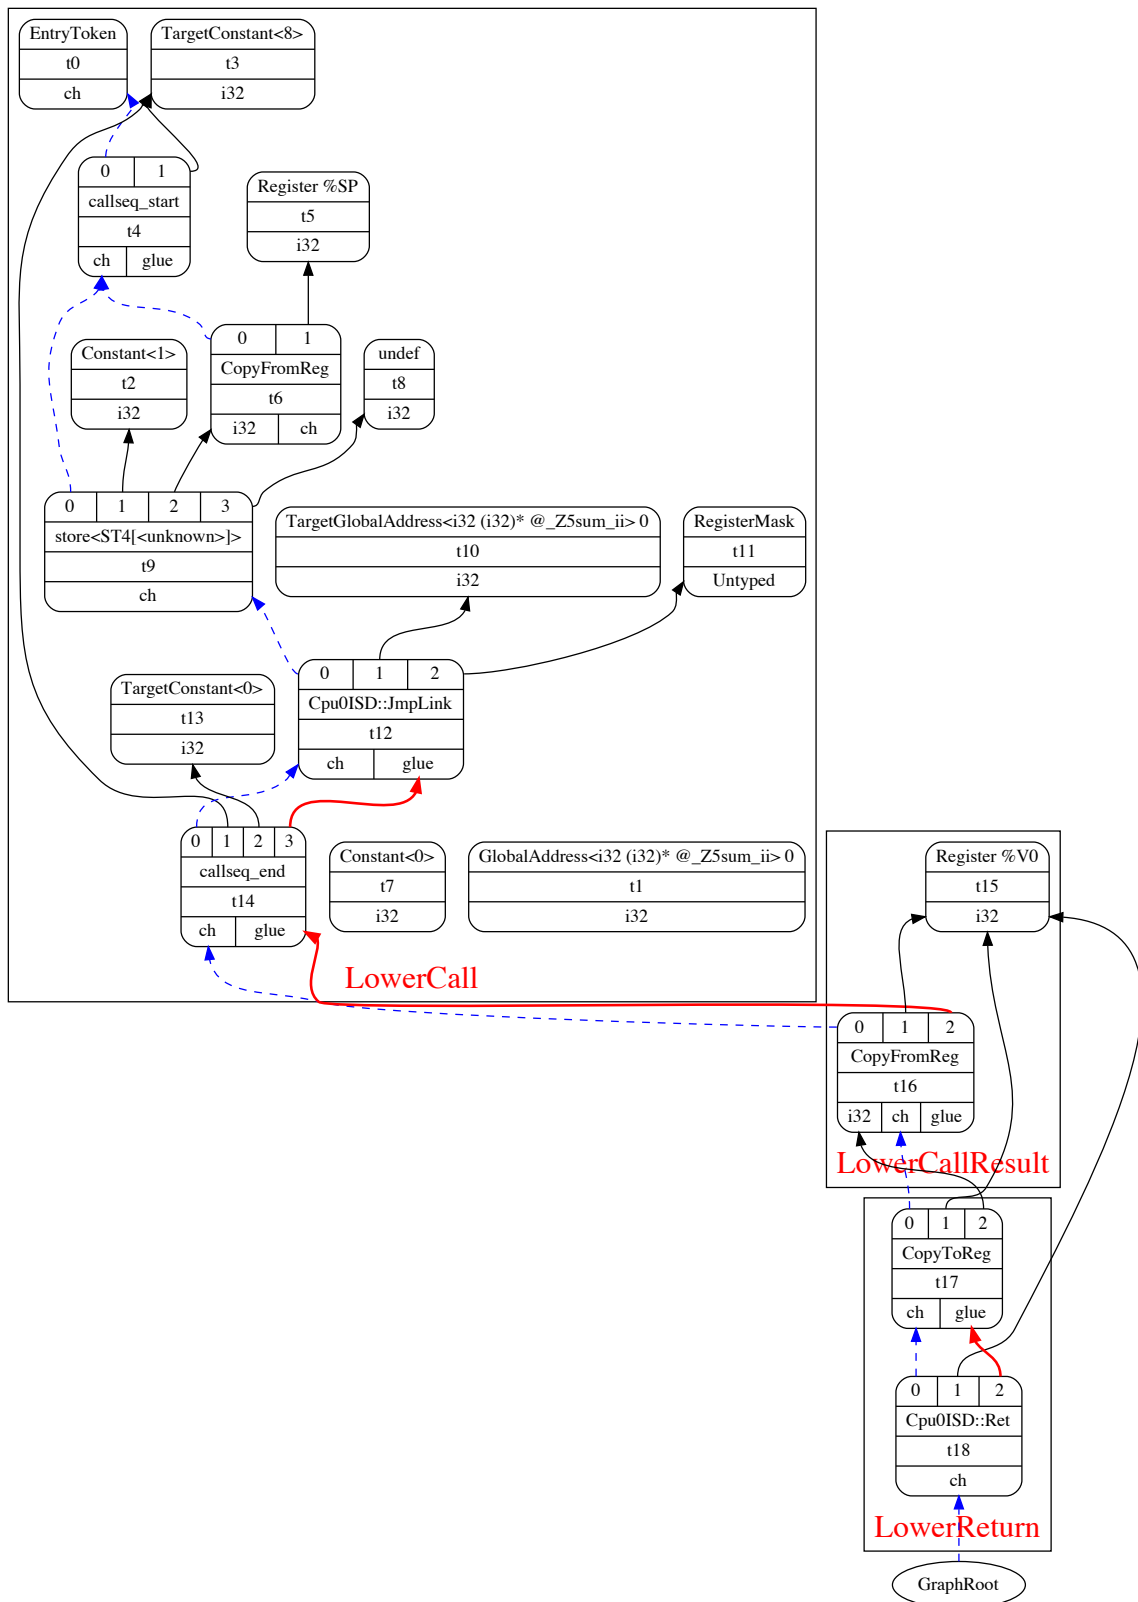 EntryToken
t0
ch
TargetConstant<8>
t3
i32
0 1
callseq_start
t4
ch glue
Register %SP
t5
i32
Constant<1>
t2
i32
0 1
CopyFromReg
t6
i32 ch
undef
t8
i32
0 1 2 3
store<ST4[<unknown>]>
t9
ch
TargetGlobalAddress<i32 (i32)* @_Z5sum_ii> 0
t10
i32
RegisterMask
t11
Untyped
TargetConstant<0>
t13
i32
0 1 2
Cpu0ISD::JmpLink
t12
ch glue
0 1 2 3
callseq_end
t14
ch glue
Constant<0>
t7
i32
GlobalAddress<i32 (i32)* @_Z5sum_ii> 0
t1
i32
LowerCall
Register %V0
t15
i32
0 1 2
CopyFromReg
t16
i32 ch glue
LowerCallResult
0 1 2
CopyToReg
t17
ch glue
0 1 2
Cpu0ISD::Ret
t18
ch
LowerReturn
GraphRoot